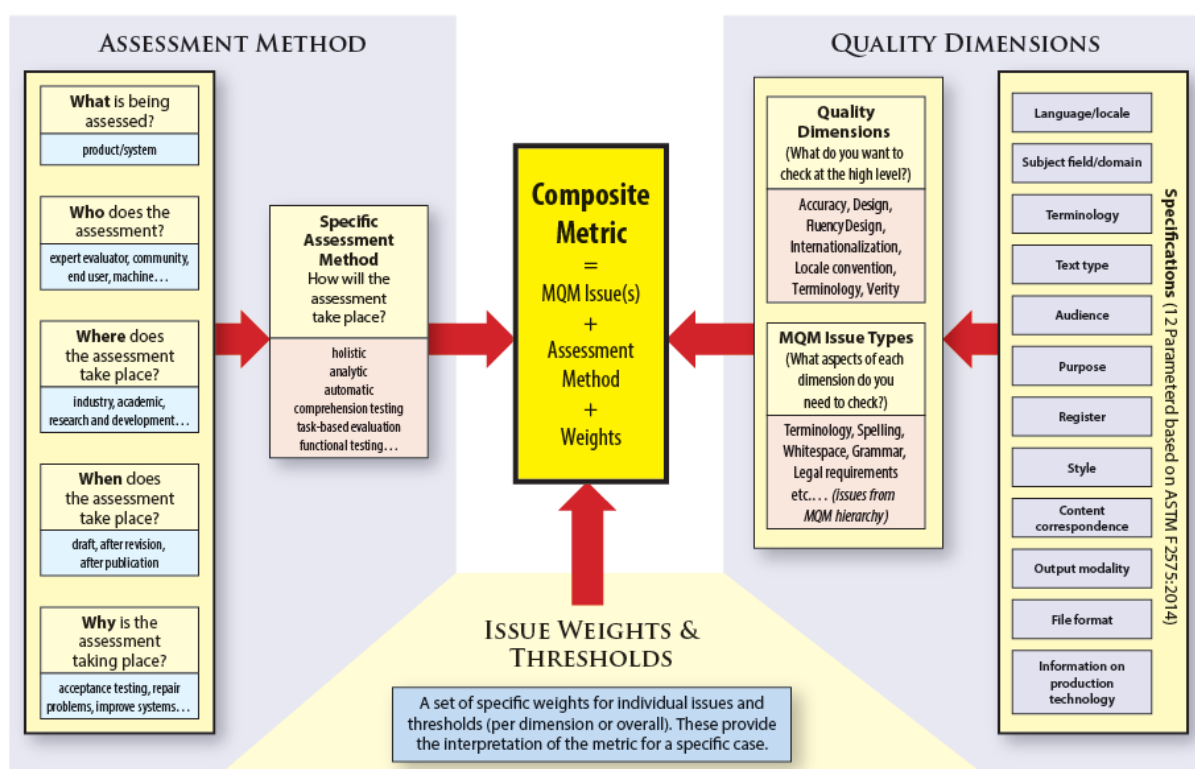 ASSESSMENT METHOD
What is being
assessed?
product/system
Who does the
assessment?
expert evaluator, community,
end user, machine…
Where does
the assessment
take place?
industry, academic,
research and development…
When does
the assessment
take place?
draft, after revision,
after publication
Why is the
assessment
taking place?
acceptance testing, repair
problems, improve systems…
Specific
Assessment
Method
How will the
assessment
take place?
holistic
analytic
automatic
comprehension testing
task-based evaluation
functional testing…
Composite
Metric
=
MQM Issue(s)
+
Assessment
Method
+
Weights
ISSUE WEIGHTS &
THRESHOLDS
A set of specific weights for individual issues and
thresholds (per dimension or overall). These provide
the interpretation of the metric for a specific case.
QUALITY DIMENSIONS
Quality
Dimensions
(What do you want to
check at the high level?)
Accuracy, Design,
FluencyDesign,
Internationalization,
Locale convention,
Terminology, Verity
MQM Issue Types
(What aspects of each
dimension do you
need to check?)
Terminology, Spelling,
Whitespace, Grammar,
Legal requirements
etc.… (issues from
MQM hierarchy)
Language/locale
Subject field/domain
Terminology
Text type
Audience
Purpose
Register
Style
Content
correspondence
Output modality
File format
Information on
production
technology
Specifications (12 Parameterd based on ASTM F2575:2014)